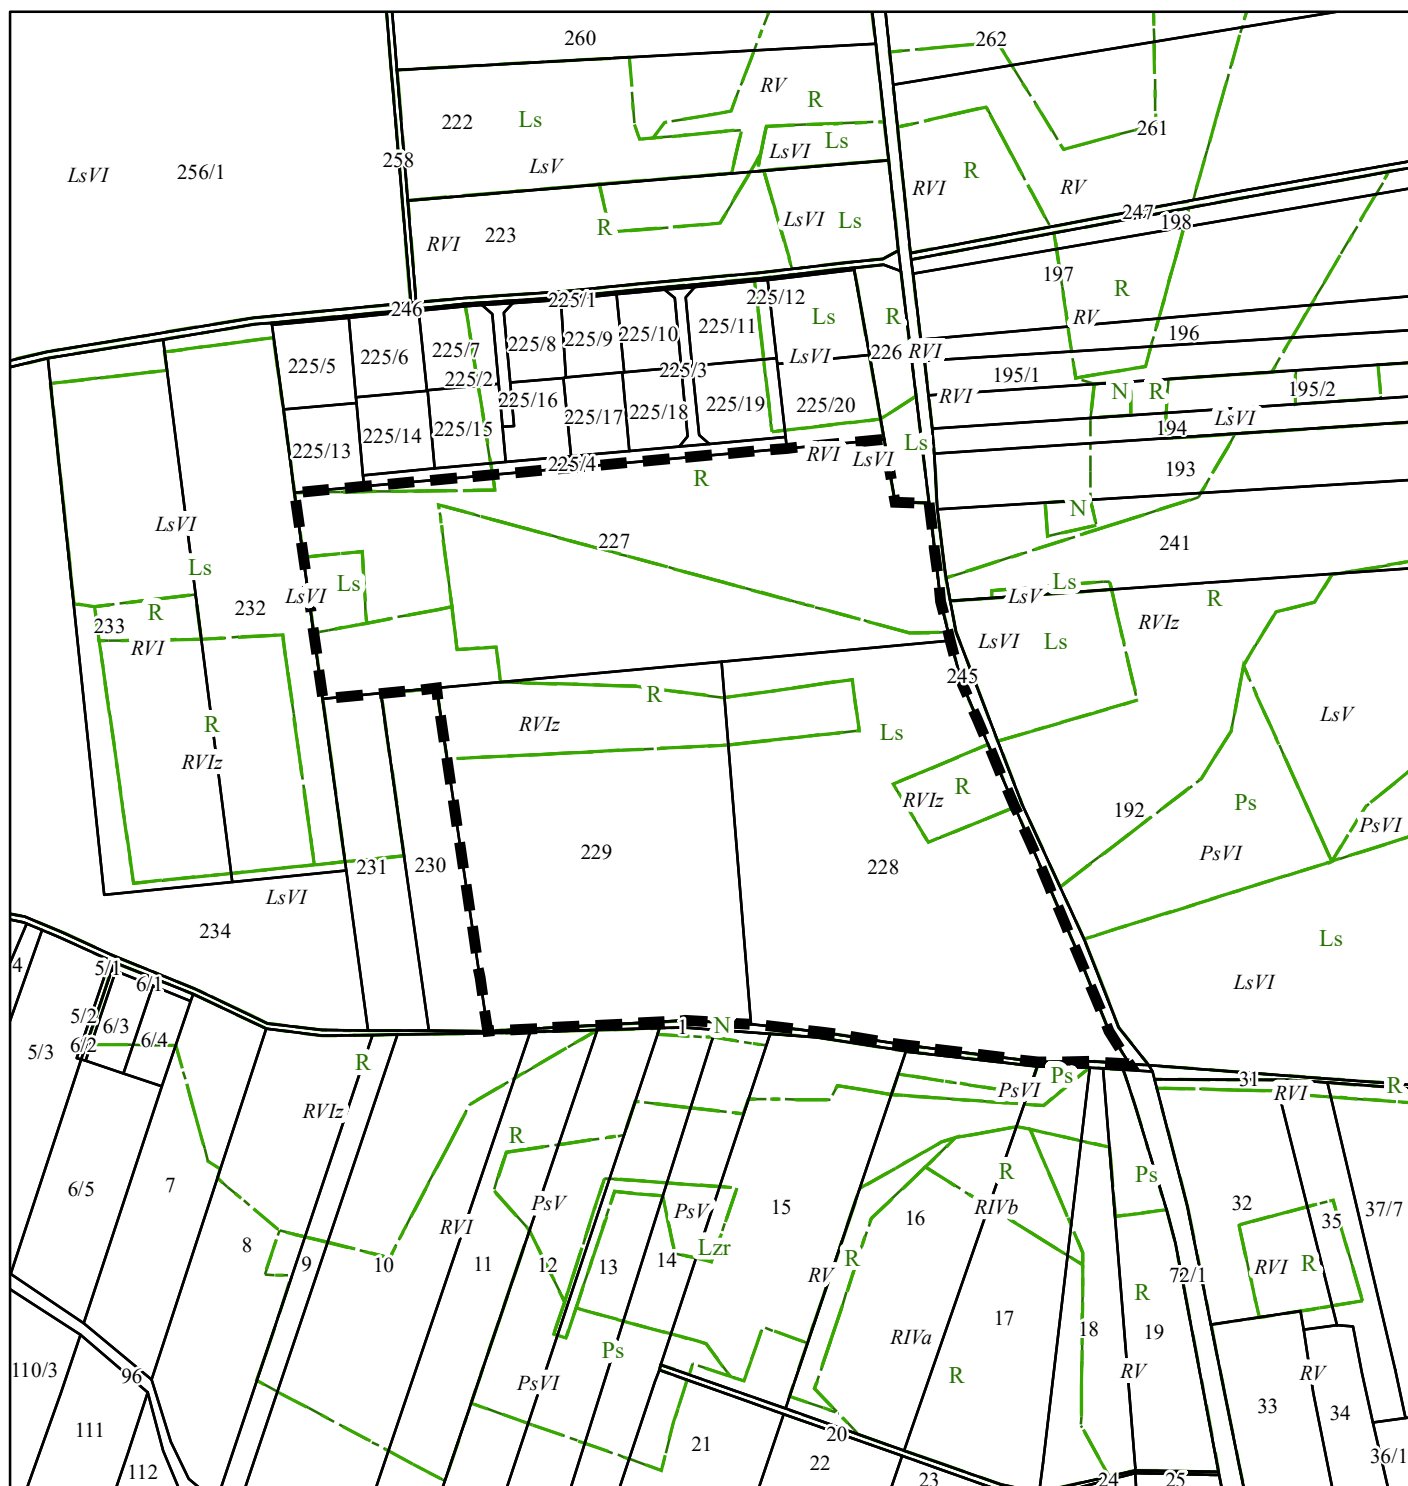 260
262
RV
R
222
Ls
261
LsVI
Ls
258
LsV
LsVI
256/1
R
RVI
RV
247
198
LsVI
Ls
R
RVI
223
197
R
225/12
225/1
246
Ls
R
RV
225/11
196
225/10
225/9
225/8
225/7
225/6
LsVI
226
RVI
225/5
225/3
195/1
225/2
N
R
195/2
RVI
225/16
225/19
225/20
225/18
225/17
LsVI
194
225/15
225/14
Ls
225/13
RVI
LsVI
225/4
193
R
N
LsVI
227
241
Ls
Ls
Ls
LsVI
LsV
R
R
232
233
RVIz
RVI
LsVI
Ls
245
R
R
RVIz
LsV
Ls
RVIz
R
RVIz
Ps
192
PsVI
229
PsVI
231
230
228
LsVI
234
Ls
4
5/1
6/1
LsVI
5/2
6/3
1
N
6/2
6/4
5/3
R
Ps
31
R
PsVI
RVI
RVIz
R
R
Ps
6/5
7
PsV
PsV
15
RIVb
32
37/7
16
35
RVI
8
Lzr
9
10
11
12
13
14
R
RV
RVI
R
72/1
R
RIVa
17
18
19
Ps
110/3
96
PsVI
R
RV
RV
33
34
111
20
21
36/1
22
112
23
24
25